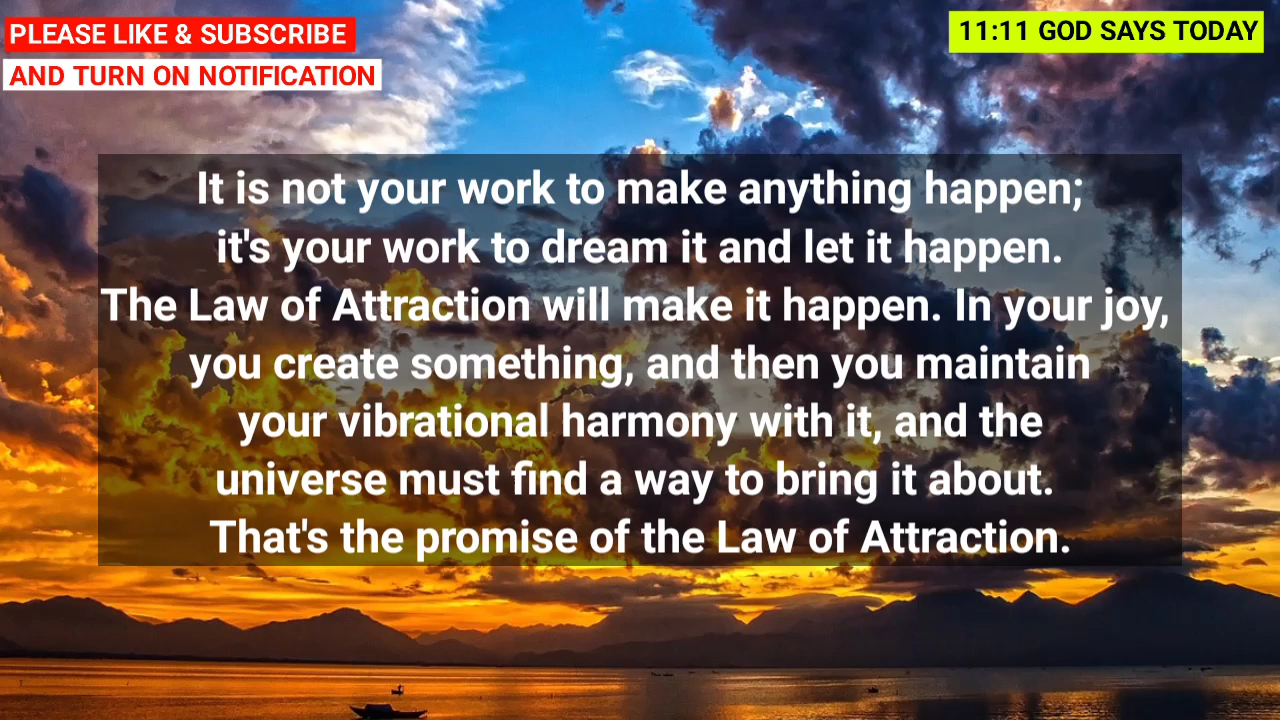 PLEASE LIKE & SUBSCRIBE
AND TURN ON NOTIFICATION
11:11 GOD SAYS TODAY
It is not your work to make anything happen;
it's your work to dream it and let it happen.
The Law of Attraction will make it happen. In your joy,
you create something, and then you maintain
your vibrational harmony with it, and the
universe must find a way to bring it about.
That's the promise of the Law of Attraction.